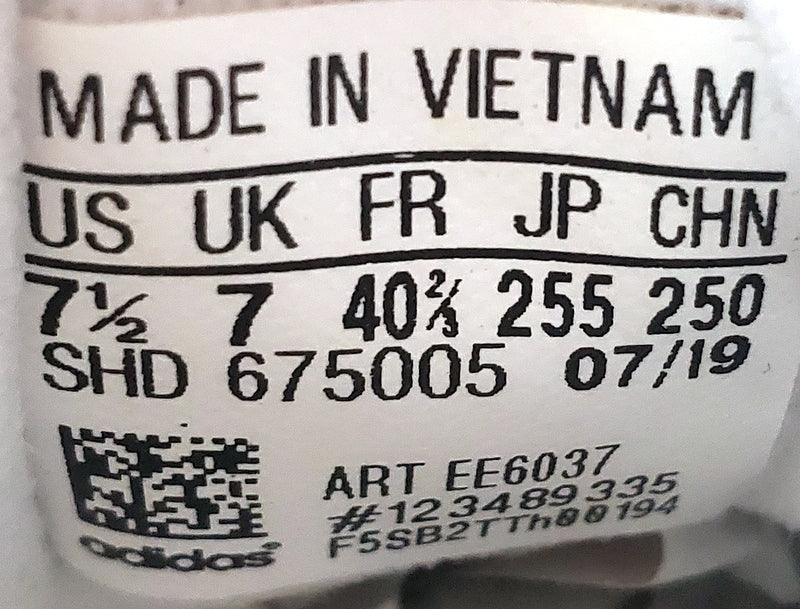 MADE IN VIETNAM
US UK FR JP CHN
7½ 7 40⅔ 255 250
SHD 675005 07/19
ART EE6037
#123489335
F5SB2TTh00194
adidas®